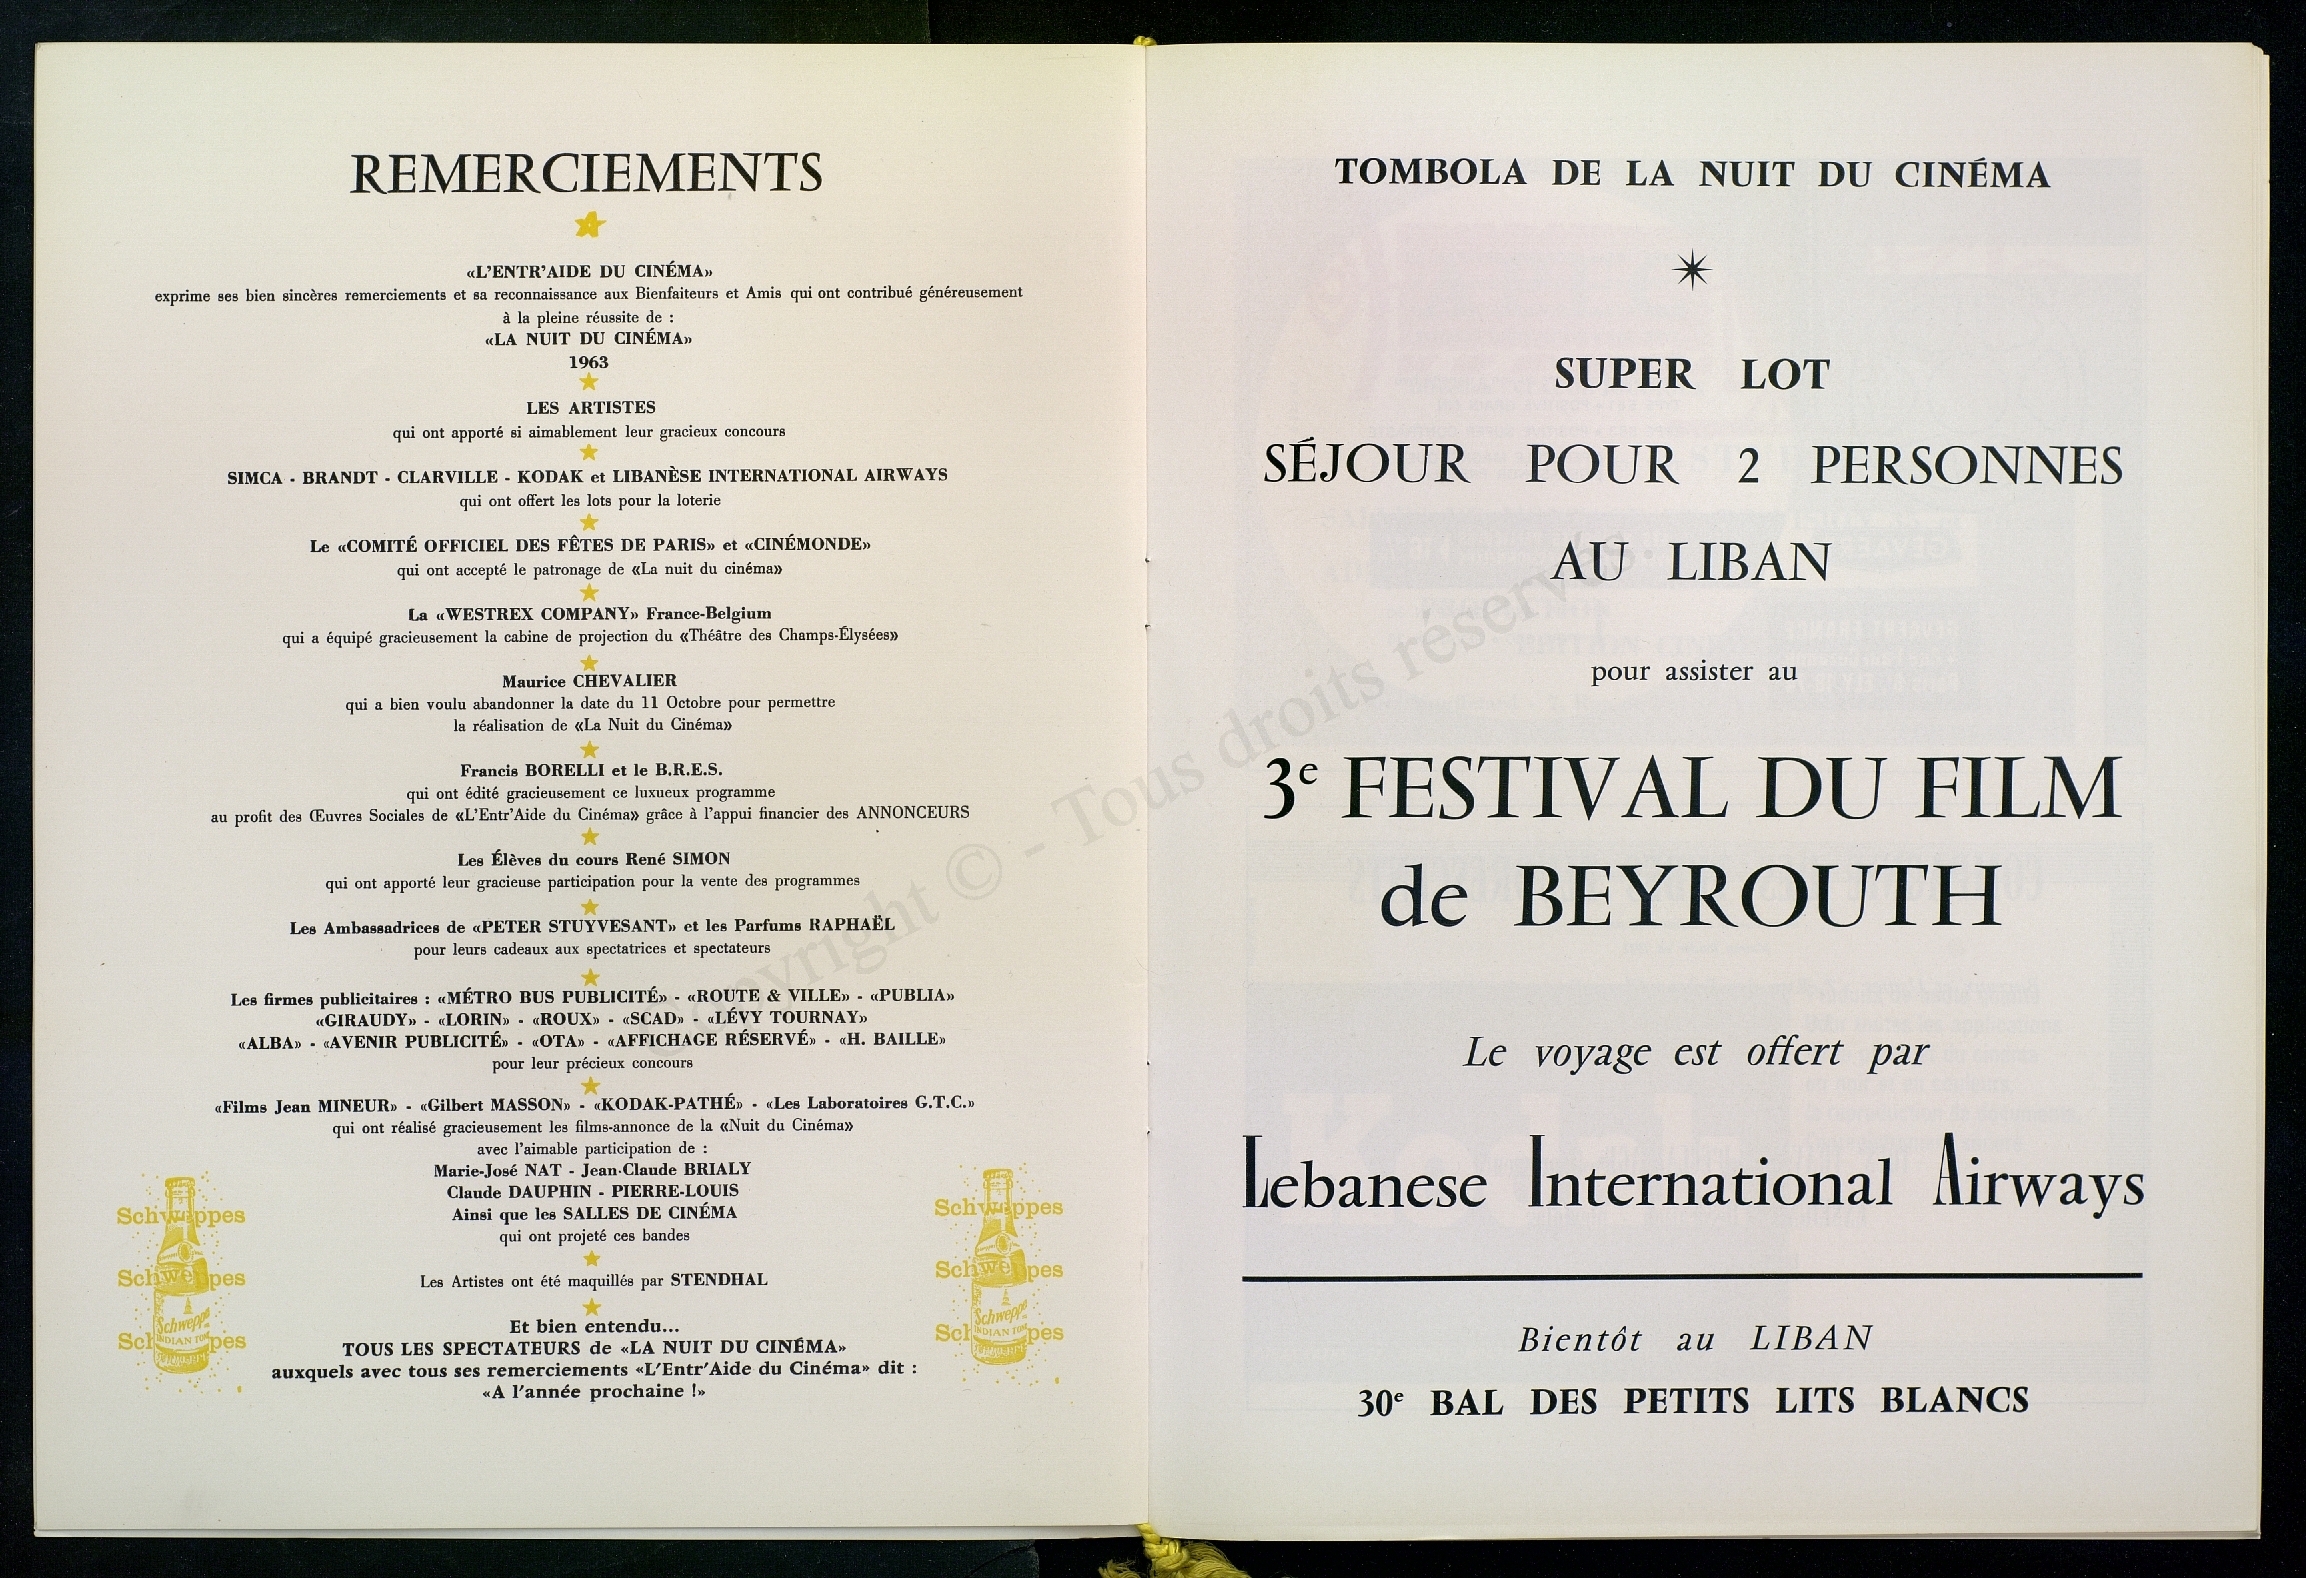 REMERCIEMENTS
«L'ENTR'AIDE DU CINÉMA»
exprime ses bien sincères remerciements et sa reconnaissance aux Bienfaiteurs et Amis qui ont contribué généreusement
à la pleine réussite de :
«LA NUIT DU CINÉMA»
1963
LES ARTISTES
qui ont apporté si aimablement leur gracieux concours
SIMCA - BRANDT - CLARVILLE - KODAK et LIBANÈSE INTERNATIONAL AIRWAYS
qui ont offert les lots pour la loterie
Le «COMITÉ OFFICIEL DES FÊTES DE PARIS» et «CINÉMONDE»
qui ont accepté le patronage de «La nuit du cinéma»
La «WESTREX COMPANY» France-Belgium
qui a équipé gracieusement la cabine de projection du «Théâtre des Champs-Élysées»
Maurice CHEVALIER
qui a bien voulu abandonner la date du 11 Octobre pour permettre
la réalisation de «La Nuit du Cinéma»
Francis BORELLI et le B.R.E.S.
qui ont édité gracieusement ce luxueux programme
au profit des Œuvres Sociales de «L'Entr'Aide du Cinéma» grâce à l'appui financier des ANNONCEURS
Les Élèves du cours René SIMON
qui ont apporté leur gracieuse participation pour la vente des programmes
Les Ambassadrices de «PETER STUYVESANT» et les Parfums RAPHAËL
pour leurs cadeaux aux spectatrices et spectateurs
Les firmes publicitaires : «MÉTRO BUS PUBLICITÉ» - «ROUTE & VILLE» - «PUBLIA»
«GIRAUDY» - «LORIN» - «ROUX» - «SCAD» - «LÉVY TOURNAY»
«ALBA» - «AVENIR PUBLICITÉ» - «OTA» - «AFFICHAGE RÉSERVÉ» - «H. BAILLE»
pour leur précieux concours
«Films Jean MINEUR» - «Gilbert MASSON» - «KODAK-PATHÉ» - «Les Laboratoires G.T.C.»
qui ont réalisé gracieusement les films-annonce de la «Nuit du Cinéma»
avec l'aimable participation de :
Marie-José NAT - Jean-Claude BRIALY
Claude DAUPHIN - PIERRE-LOUIS
Ainsi que les SALLES DE CINÉMA
qui ont projeté ces bandes
Les Artistes ont été maquillés par STENDHAL
Et bien entendu...
TOUS LES SPECTATEURS de «LA NUIT DU CINÉMA»
auxquels avec tous ses remerciements «L'Entr'Aide du Cinéma» dit :
«A l'année prochaine !»
Schweppes
Schweppes
Schweppes
Schweppes
INDIAN TONIC
Schweppes
Schweppes
Schweppes
Schweppes
INDIAN TONIC
TOMBOLA DE LA NUIT DU CINÉMA
SUPER LOT
SÉJOUR POUR 2 PERSONNES
AU LIBAN
pour assister au
3e FESTIVAL DU FILM
de BEYROUTH
Le voyage est offert par
Lebanese International Airways
Bientôt au LIBAN
30e BAL DES PETITS LITS BLANCS
Copyright © - Tous droits réservés.